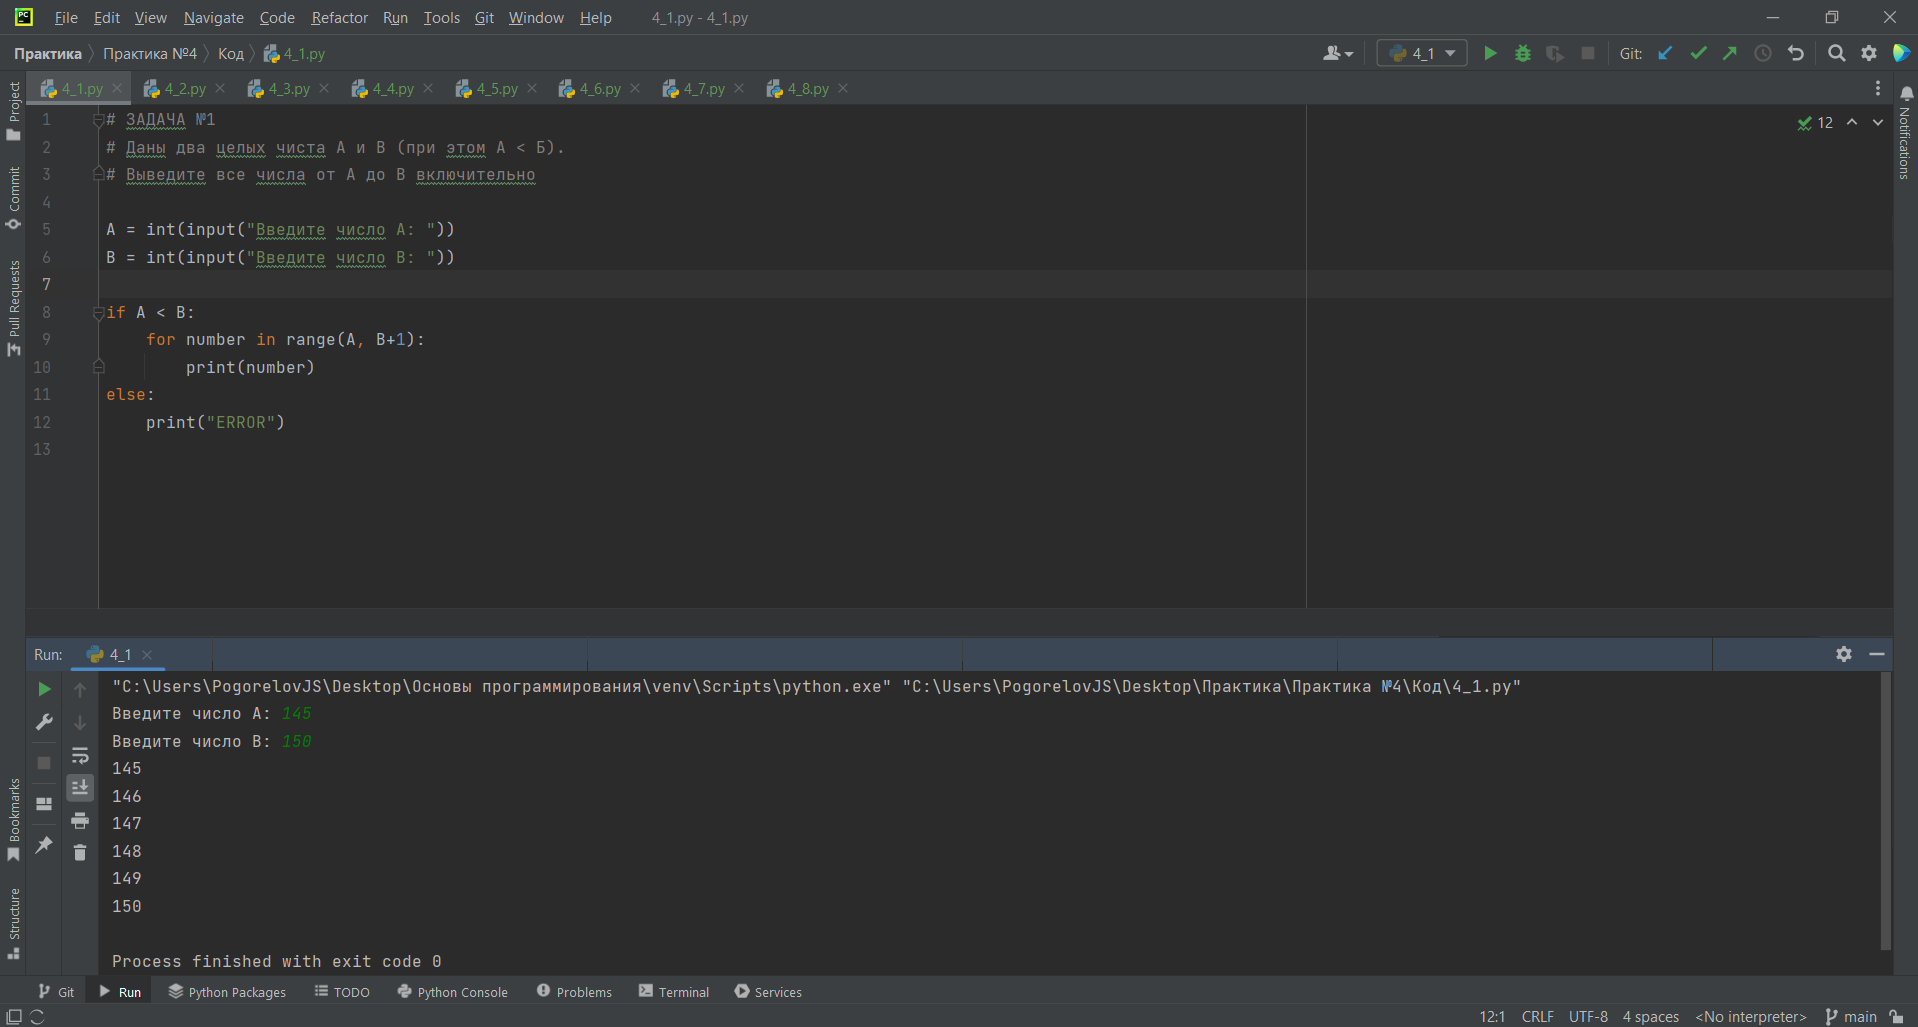 PC File Edit View Navigate Code Refactor Run Tools Git Window Help 4_1.py - 4_1.py
Практика Практика №4 Код 4_1.py 4_1 Git:
4_1.py 4_2.py 4_3.py 4_4.py 4_5.py 4_6.py 4_7.py 4_8.py
Project
Commit
Pull Requests
Bookmarks
Structure
Notifications
12
1 # ЗАДАЧА №1
2 # Даны два целых чиста А и В (при этом А < Б).
3 # Выведите все числа от А до В включительно
4
5 A = int(input("Введите число A: "))
6 B = int(input("Введите число B: "))
7
8 if A < B:
9 for number in range(A, B+1):
10 print(number)
11 else:
12 print("ERROR")
13
Run: 4_1
"C:\Users\PogorelovJS\Desktop\Основы программирования\venv\Scripts\python.exe" "C:\Users\PogorelovJS\Desktop\Практика\Практика №4\Код\4_1.py"
Введите число A: 145
Введите число B: 150
145
146
147
148
149
150
Process finished with exit code 0
Git Run Python Packages TODO Python Console Problems Terminal Services
12:1 CRLF UTF-8 4 spaces <No interpreter> main